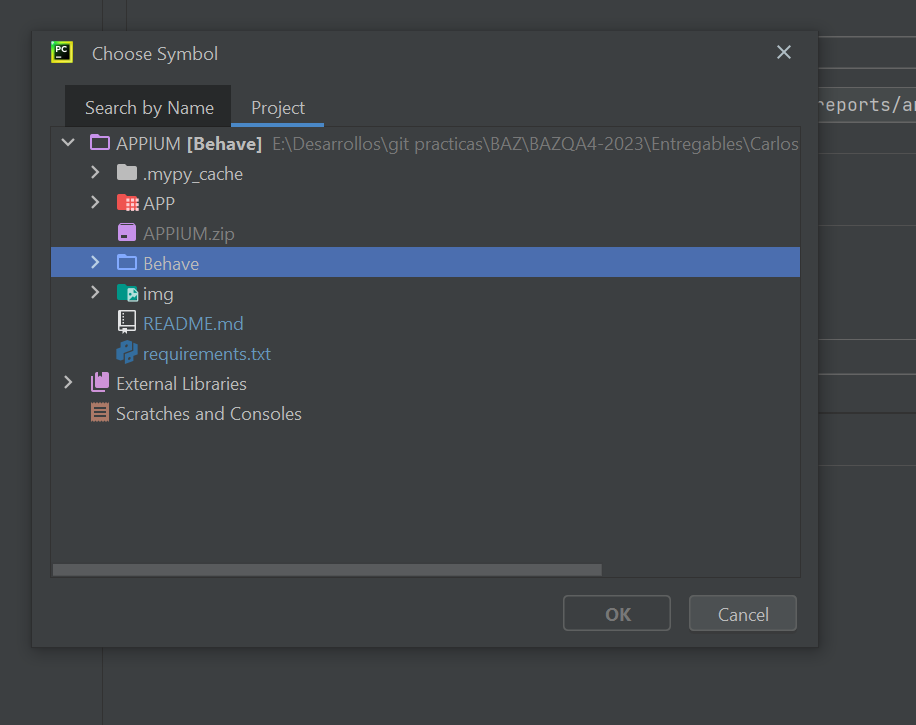 PC
Choose Symbol
Search by Name
Project
reports/a
APPIUM [Behave] E:\Desarrollos\git practicas\BAZ\BAZQA4-2023\Entregables\Carlos
.mypy_cache
APP
APPIUM.zip
Behave
img
README.md
requirements.txt
External Libraries
Scratches and Consoles
OK
Cancel